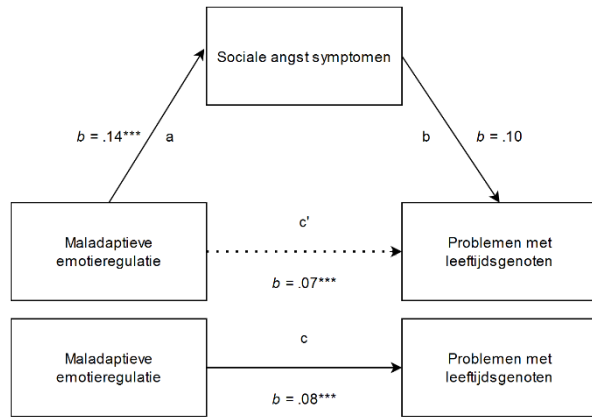 Sociale angst symptomen
b = .14***
a
b
b = .10
Maladaptieve
emotieregulatie
c'
b = .07***
Problemen met
leeftijdsgenoten
Maladaptieve
emotieregulatie
c
b = .08***
Problemen met
leeftijdsgenoten